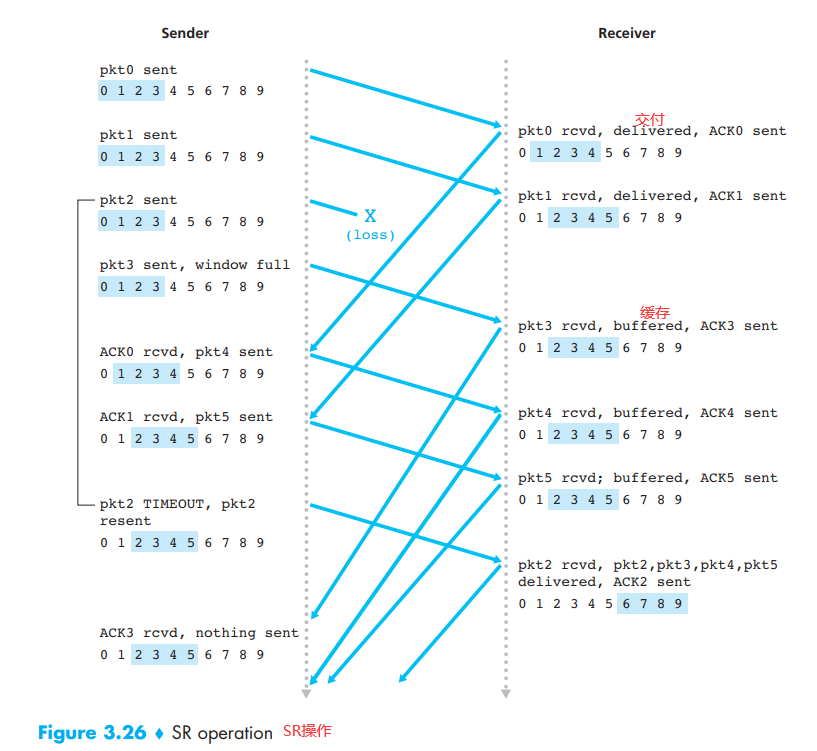 Sender
Receiver
pkt0 sent
0 1 2 3 4 5 6 7 8 9
交付
pkt0 rcvd, delivered, ACK0 sent
0 1 2 3 4 5 6 7 8 9
pkt1 sent
0 1 2 3 4 5 6 7 8 9
pkt1 rcvd, delivered, ACK1 sent
0 1 2 3 4 5 6 7 8 9
pkt2 sent
0 1 2 3 4 5 6 7 8 9
X
(loss)
pkt3 sent, window full
0 1 2 3 4 5 6 7 8 9
缓存
pkt3 rcvd, buffered, ACK3 sent
0 1 2 3 4 5 6 7 8 9
ACK0 rcvd, pkt4 sent
0 1 2 3 4 5 6 7 8 9
pkt4 rcvd, buffered, ACK4 sent
0 1 2 3 4 5 6 7 8 9
ACK1 rcvd, pkt5 sent
0 1 2 3 4 5 6 7 8 9
pkt5 rcvd; buffered, ACK5 sent
0 1 2 3 4 5 6 7 8 9
pkt2 TIMEOUT, pkt2
resent
0 1 2 3 4 5 6 7 8 9
pkt2 rcvd, pkt2,pkt3,pkt4,pkt5
delivered, ACK2 sent
0 1 2 3 4 5 6 7 8 9
ACK3 rcvd, nothing sent
0 1 2 3 4 5 6 7 8 9
Figure 3.26 ♦ SR operation SR操作